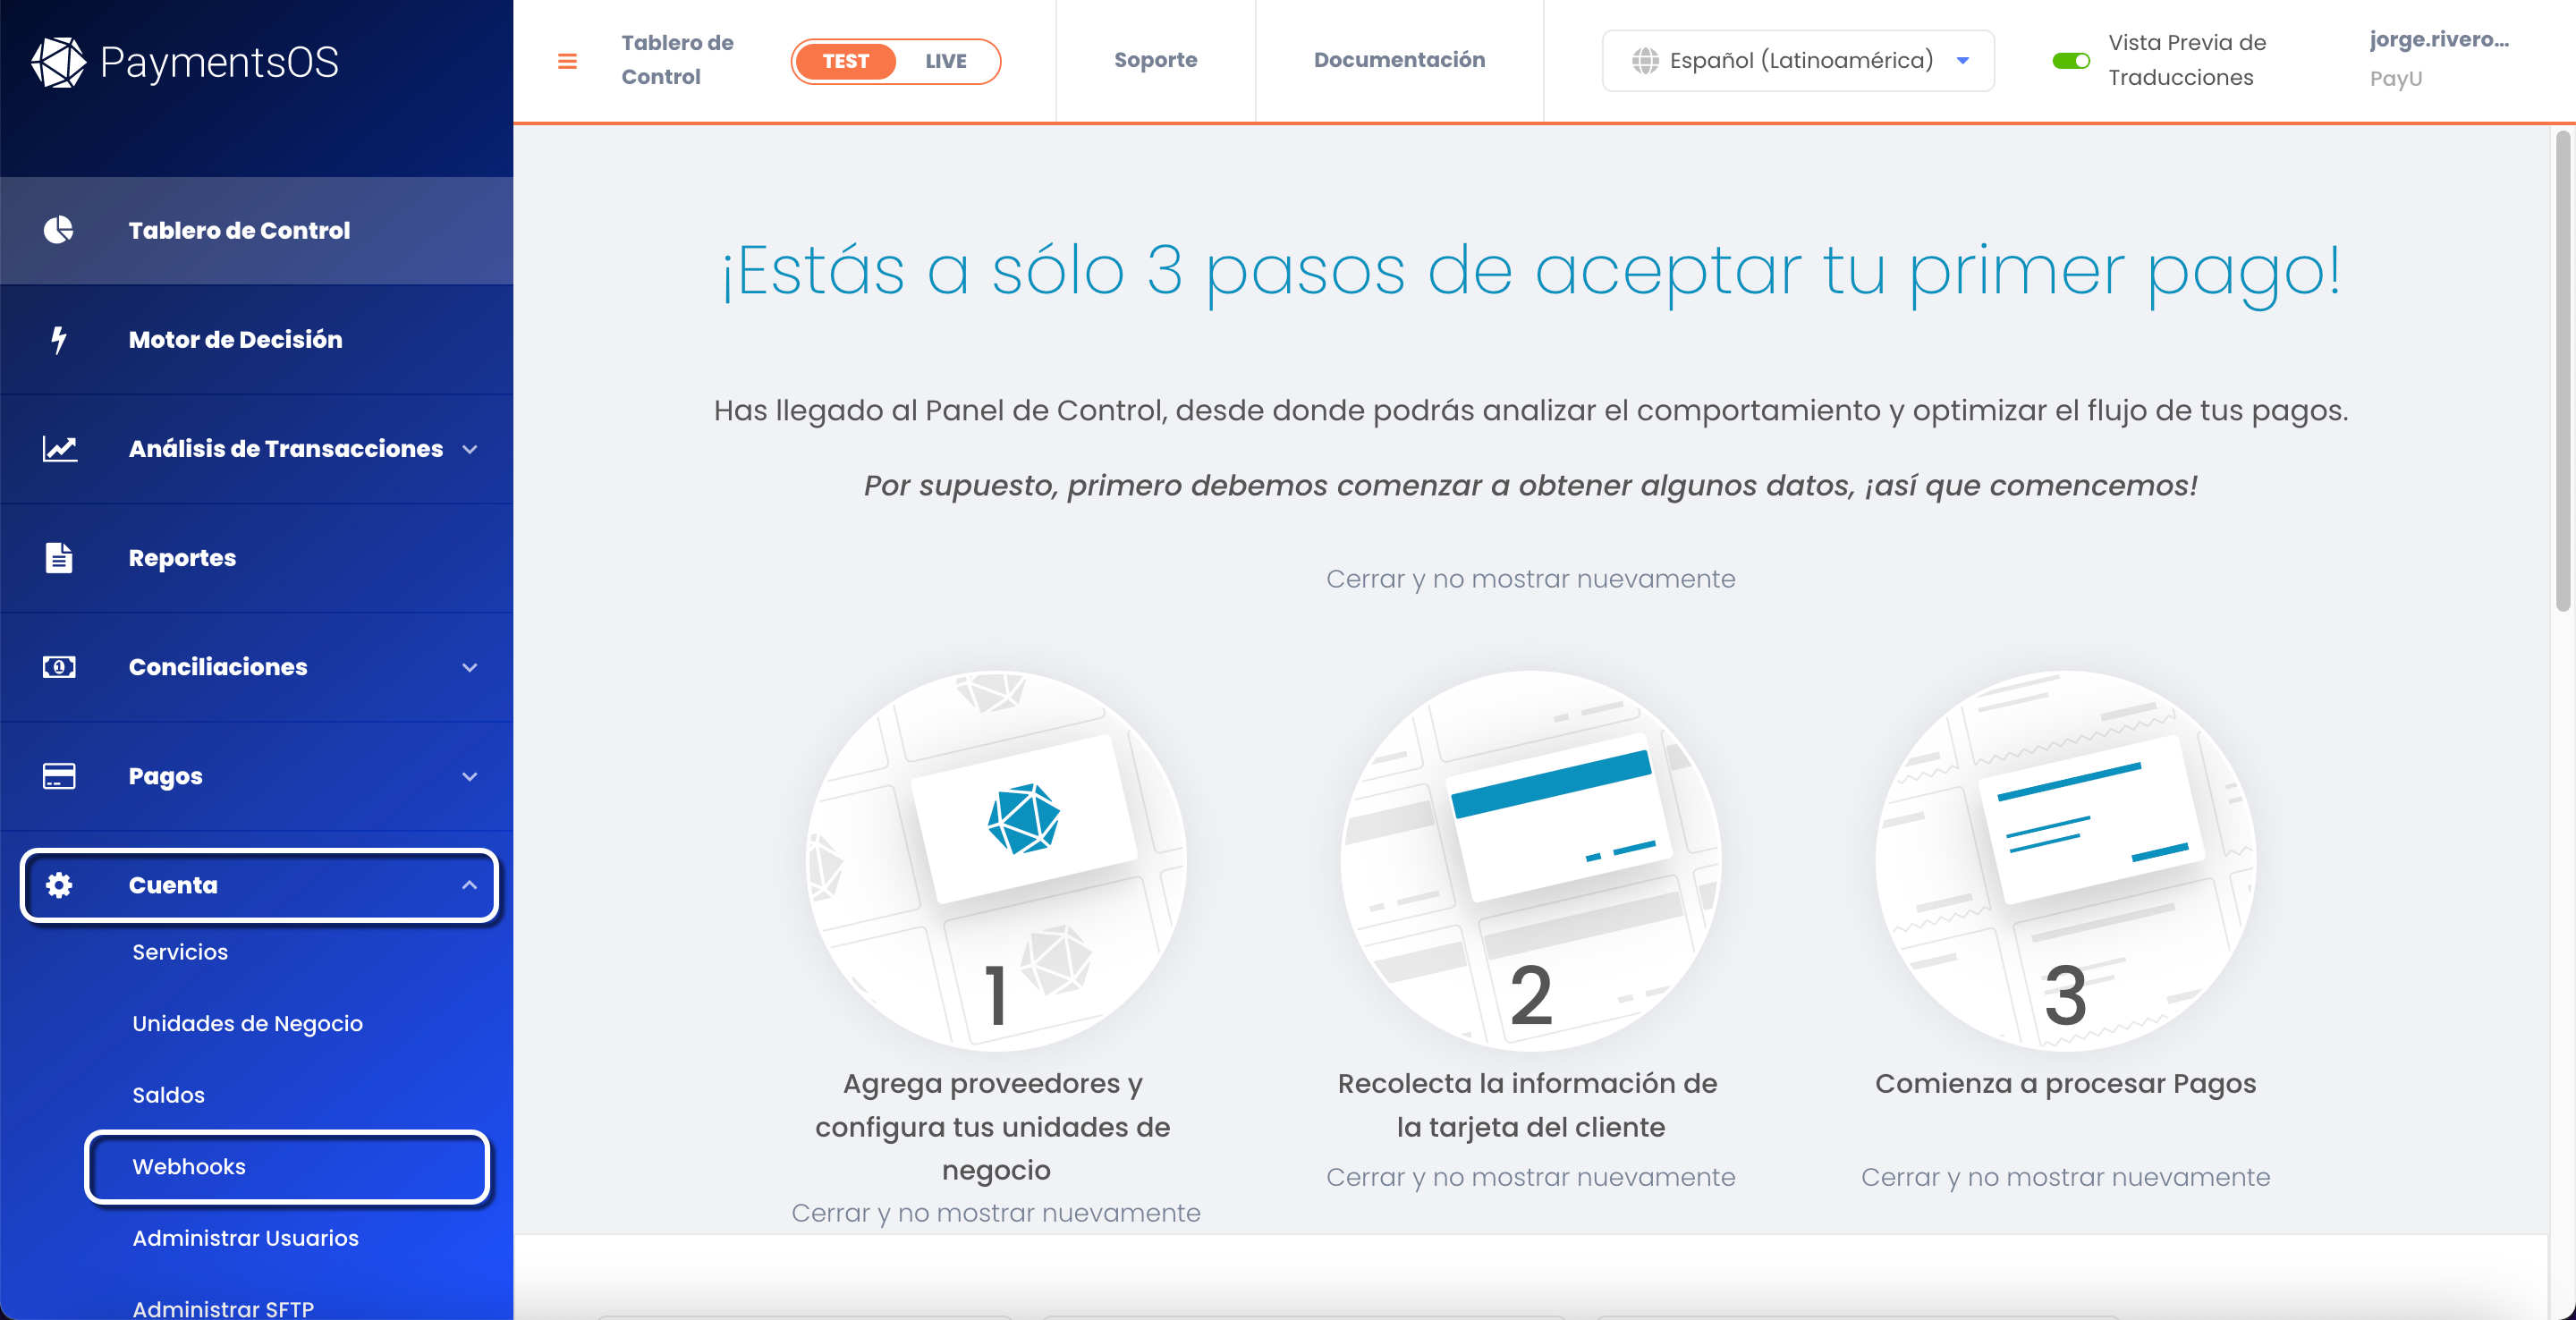 PaymentsOS
Tablero de Control
Motor de Decisión
Análisis de Transacciones
Reportes
Conciliaciones
Pagos
Cuenta
Servicios
Unidades de Negocio
Saldos
Webhooks
Administrar Usuarios
Administrar SFTP
Tablero de
Control
TEST LIVE
Soporte
Documentación
Español (Latinoamérica)
Vista Previa de
Traducciones
jorge.rivero...
PayU
¡Estás a sólo 3 pasos de aceptar tu primer pago!
Has llegado al Panel de Control, desde donde podrás analizar el comportamiento y optimizar el flujo de tus pagos.
Por supuesto, primero debemos comenzar a obtener algunos datos, ¡así que comencemos!
Cerrar y no mostrar nuevamente
1
Agrega proveedores y
configura tus unidades de
negocio
Cerrar y no mostrar nuevamente
2
Recolecta la información de
la tarjeta del cliente
Cerrar y no mostrar nuevamente
3
Comienza a procesar Pagos
Cerrar y no mostrar nuevamente